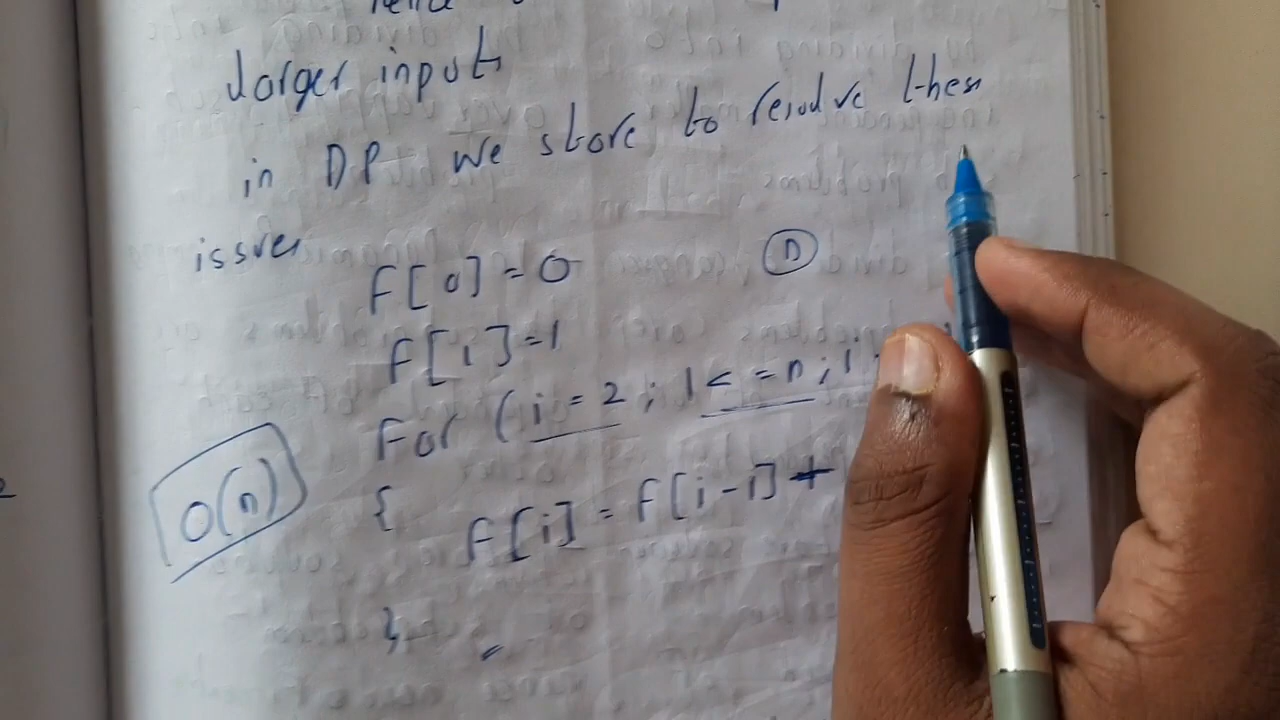 larger inputs
in DP we store to resolve these
issues
n
F[0] = 0
F[1] = 1
For (i = 2 ; i <= n ; i
O(n)
{ F[i] = F[i-1] +
}